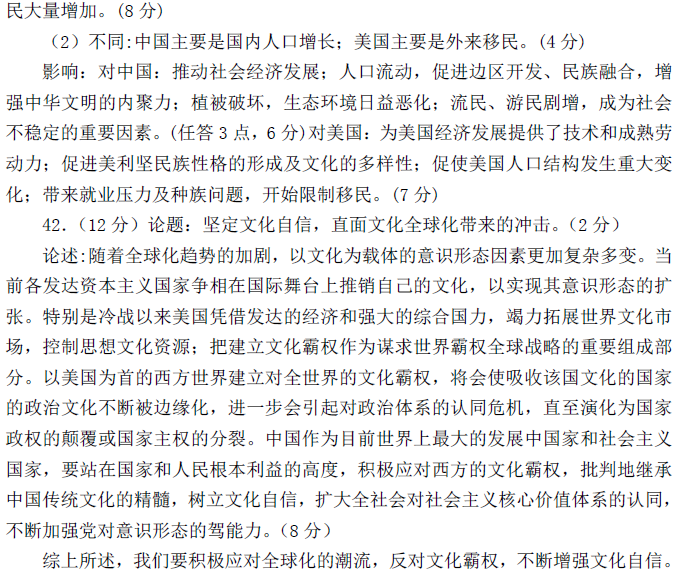 民大量增加。(8 分)
（2）不同:中国主要是国内人口增长；美国主要是外来移民。(4 分)
影响：对中国：推动社会经济发展；人口流动，促进边区开发、民族融合，增
强中华文明的内聚力；植被破坏，生态环境日益恶化；流民、游民剧增，成为社会
不稳定的重要因素。(任答 3 点，6 分)对美国：为美国经济发展提供了技术和成熟劳
动力；促进美利坚民族性格的形成及文化的多样性；促使美国人口结构发生重大变
化；带来就业压力及种族问题，开始限制移民。(7 分)
42．（12 分）论题：坚定文化自信，直面文化全球化带来的冲击。（2 分）
论述:随着全球化趋势的加剧，以文化为载体的意识形态因素更加复杂多变。当
前各发达资本主义国家争相在国际舞台上推销自己的文化，以实现其意识形态的扩
张。特别是冷战以来美国凭借发达的经济和强大的综合国力，竭力拓展世界文化市
场，控制思想文化资源；把建立文化霸权作为谋求世界霸权全球战略的重要组成部
分。以美国为首的西方世界建立对全世界的文化霸权，将会使吸收该国文化的国家
的政治文化不断被边缘化，进一步会引起对政治体系的认同危机，直至演化为国家
政权的颠覆或国家主权的分裂。中国作为目前世界上最大的发展中国家和社会主义
国家，要站在国家和人民根本利益的高度，积极应对西方的文化霸权，批判地继承
中国传统文化的精髓，树立文化自信，扩大全社会对社会主义核心价值体系的认同，
不断加强党对意识形态的驾能力。（8 分）
综上所述，我们要积极应对全球化的潮流，反对文化霸权，不断增强文化自信。